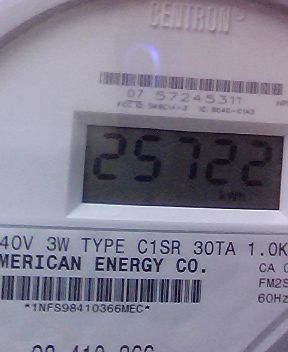 CENTRON
07 57245311
25722
kWh
40V 3W TYPE C1SR 30TA 1.0K
MERICAN ENERGY CO.
CA 0
FM2S
60Hz
*1NFS98410366MEC*